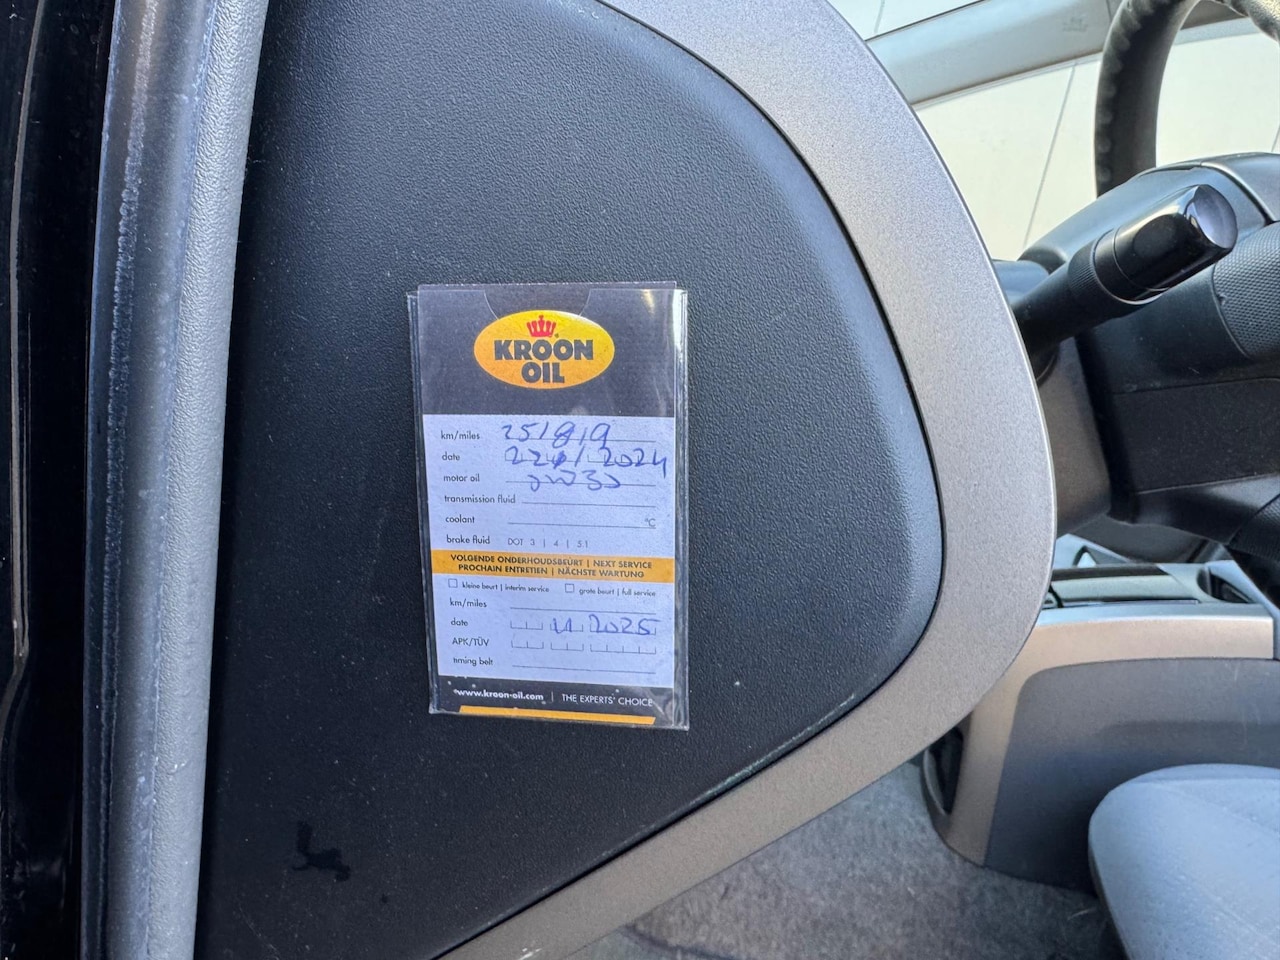 KROON
OIL
km/miles 251819
date 2024
motor oil
transmission fluid
coolant °C
brake fluid DOT 3 | 4 | 5.1
VOLGENDE ONDERHOUDSBEURT | NEXT SERVICE
PROCHAIN ENTRETIEN | NÄCHSTE WARTUNG
kleine beurt | interim service grote beurt | full service
km/miles
date 2025
APK/TÜV
timing belt
www.kroon-oil.com | THE EXPERTS' CHOICE